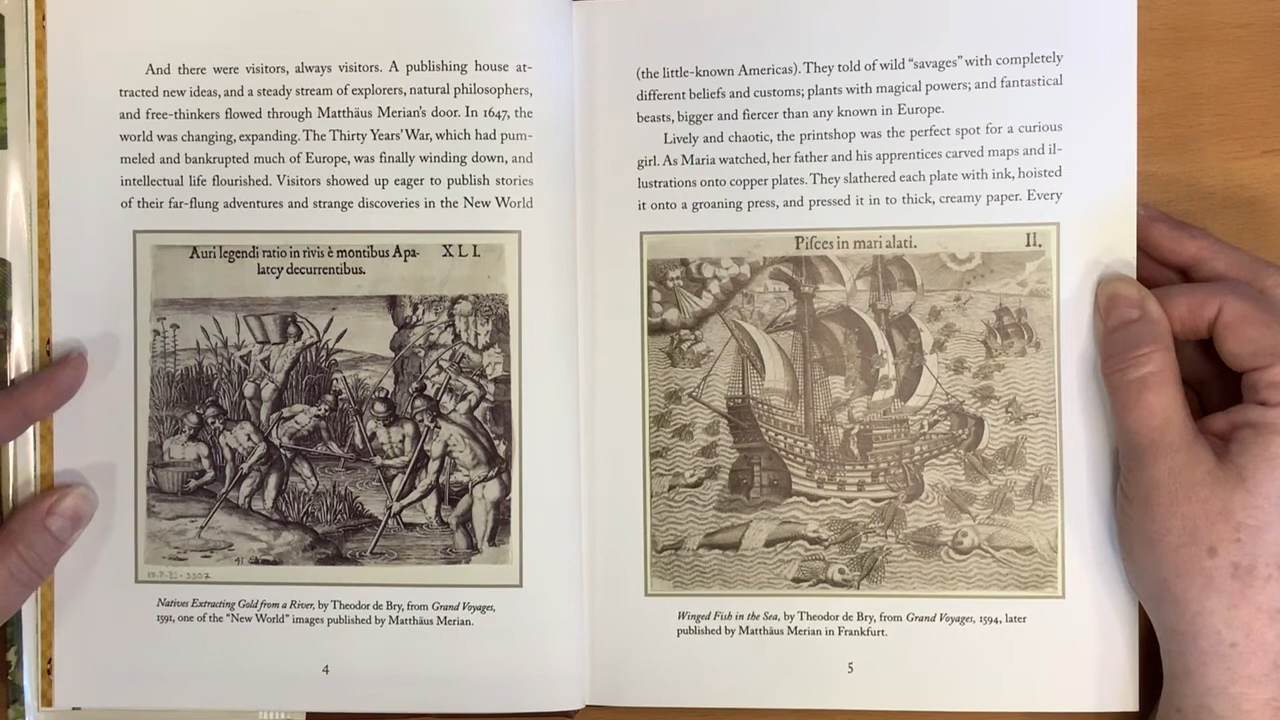 And there were visitors, always visitors. A publishing house at-
tracted new ideas, and a steady stream of explorers, natural philosophers,
and free-thinkers flowed through Matthäus Merian's door. In 1647, the
world was changing, expanding. The Thirty Years' War, which had pum-
meled and bankrupted much of Europe, was finally winding down, and
intellectual life flourished. Visitors showed up eager to publish stories
of their far-flung adventures and strange discoveries in the New World
Auri legendi ratio in rivis è montibus Apa- XLI.
latcy decurrentibus.
Natives Extracting Gold from a River, by Theodor de Bry, from Grand Voyages,
1591, one of the “New World” images published by Matthäus Merian.
4
(the little-known Americas). They told of wild “savages” with completely
different beliefs and customs; plants with magical powers; and fantastical
beasts, bigger and fiercer than any known in Europe.
Lively and chaotic, the printshop was the perfect spot for a curious
girl. As Maria watched, her father and his apprentices carved maps and il-
lustrations onto copper plates. They slathered each plate with ink, hoisted
it onto a groaning press, and pressed it in to thick, creamy paper. Every
Pisces in mari alati. II.
Winged Fish in the Sea, by Theodor de Bry, from Grand Voyages, 1594, later
published by Matthäus Merian in Frankfurt.
5